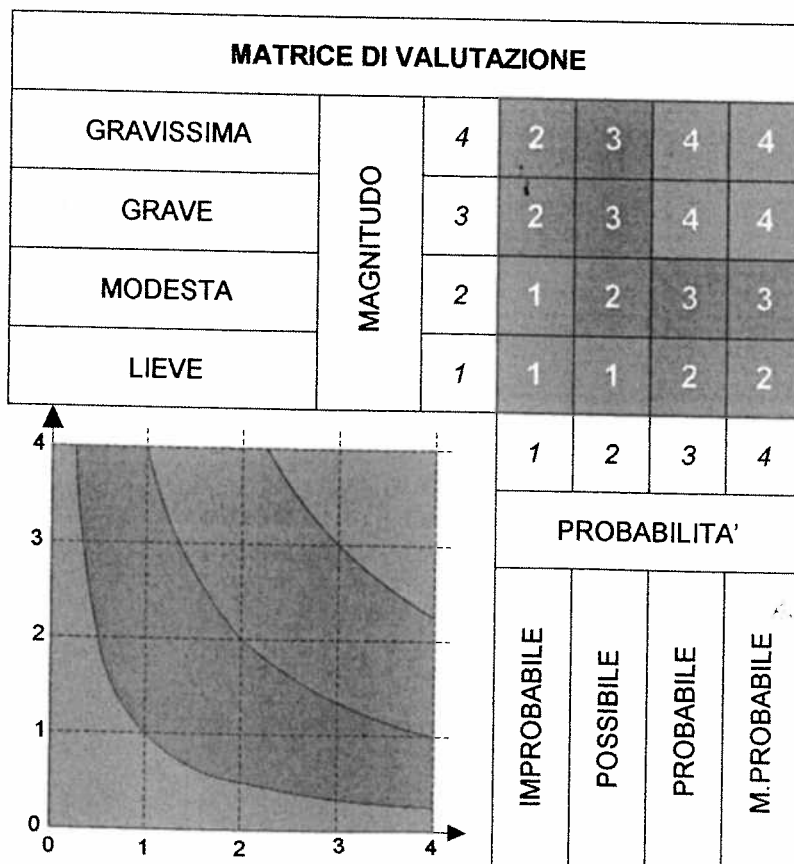 MATRICE DI VALUTAZIONE
GRAVISSIMA 4 2 3 4 4
GRAVE 3 2 3 4 4
MODESTA 2 1 2 3 3
LIEVE 1 1 1 2 2
MAGNITUDO
1 2 3 4
PROBABILITA'
IMPROBABILE
POSSIBILE
PROBABILE
M.PROBABILE
4
3
2
1
0
0 1 2 3 4